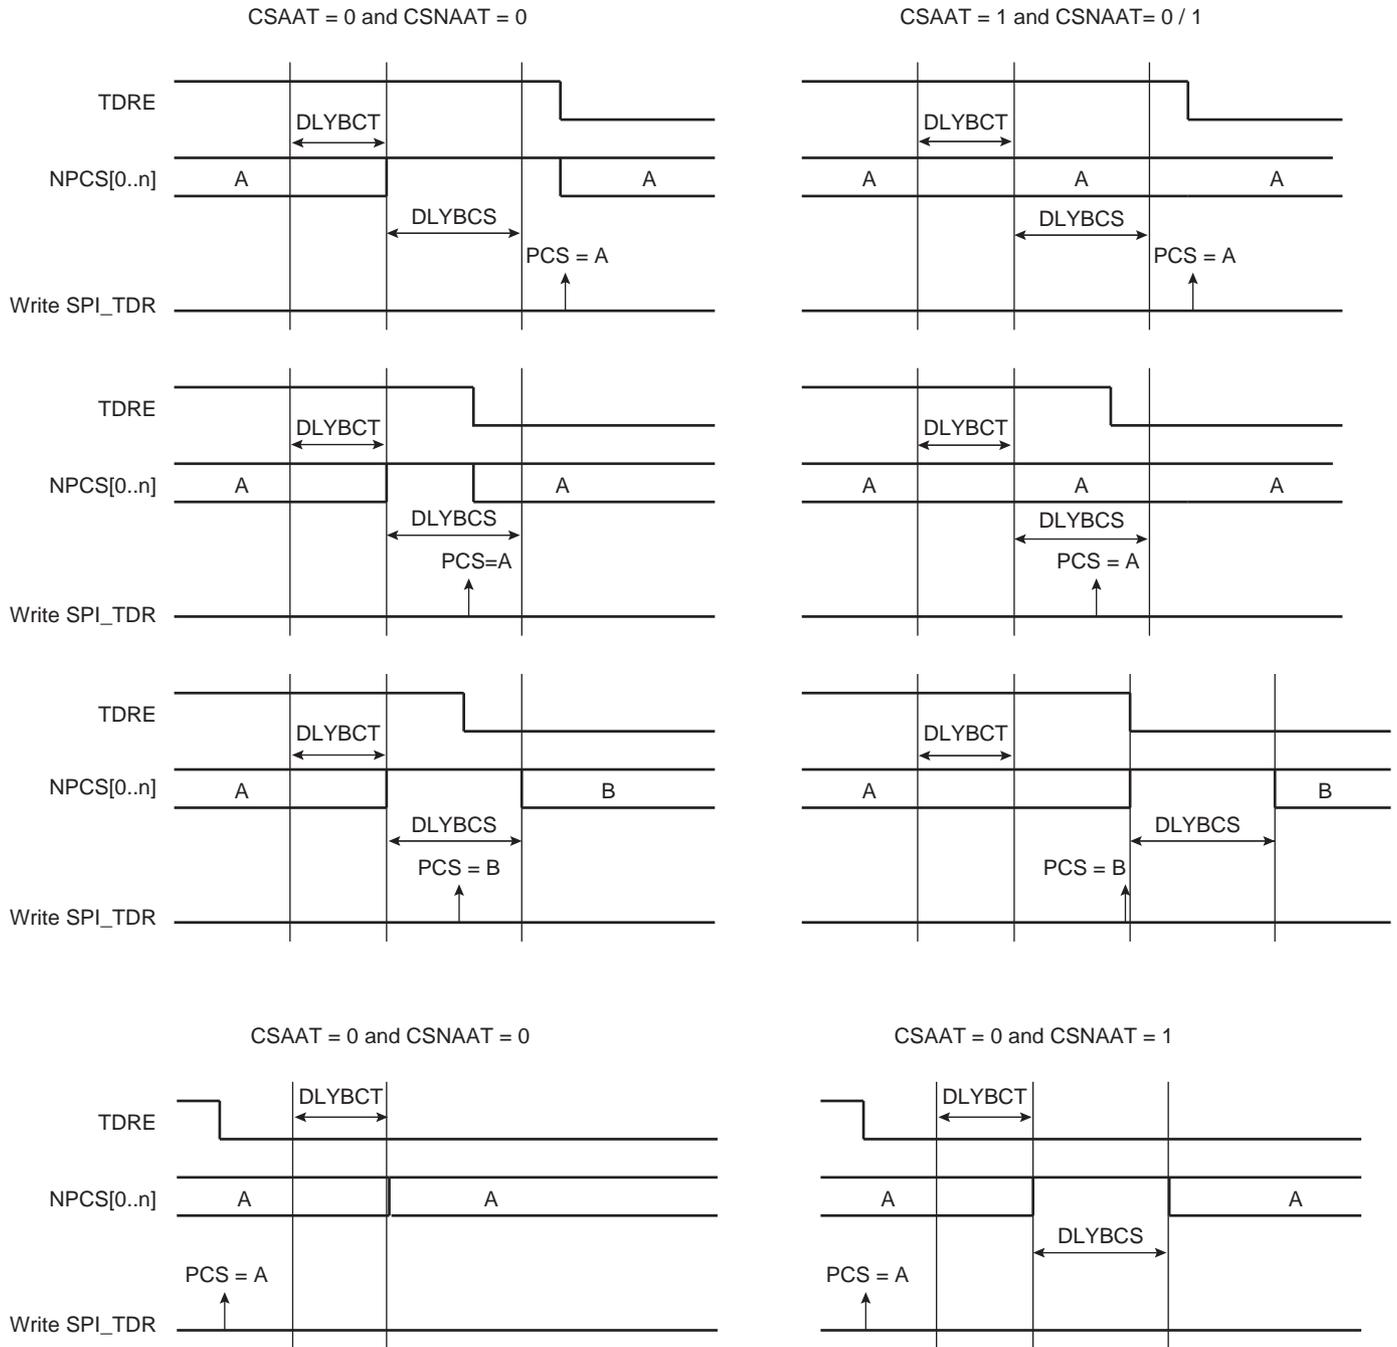 CSAAT = 0 and CSNAAT = 0
CSAAT = 1 and CSNAAT= 0 / 1
TDRE
DLYBCT
DLYBCT
NPCS[0..n]
A
A
A
A
A
DLYBCS
DLYBCS
PCS = A
PCS = A
Write SPI_TDR
TDRE
DLYBCT
DLYBCT
NPCS[0..n]
A
A
A
A
A
DLYBCS
DLYBCS
PCS=A
PCS = A
Write SPI_TDR
TDRE
DLYBCT
DLYBCT
NPCS[0..n]
A
B
A
B
DLYBCS
DLYBCS
PCS = B
PCS = B
Write SPI_TDR
CSAAT = 0 and CSNAAT = 0
CSAAT = 0 and CSNAAT = 1
DLYBCT
DLYBCT
TDRE
NPCS[0..n]
A
A
A
A
DLYBCS
PCS = A
PCS = A
Write SPI_TDR